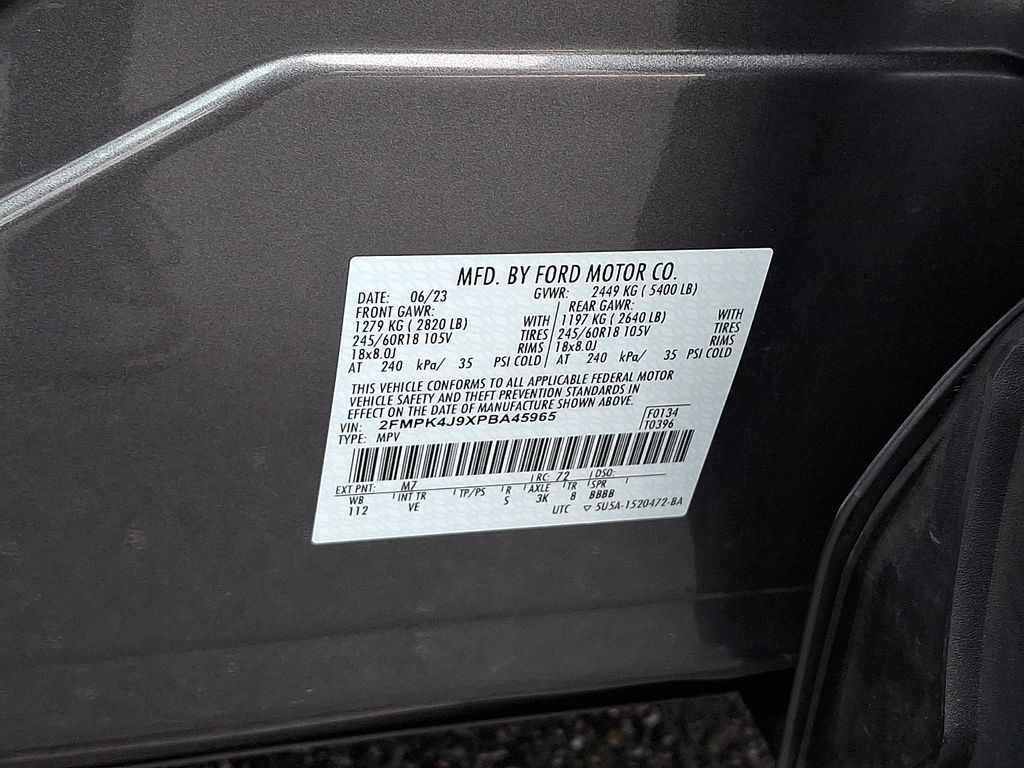 MFD. BY FORD MOTOR CO.
DATE: 06/23 GVWR: 2449 KG ( 5400 LB)
FRONT GAWR: REAR GAWR:
1279 KG ( 2820 LB) WITH 1197 KG ( 2640 LB) WITH
245/60R18 105V TIRES 245/60R18 105V TIRES
18x8.0J RIMS 18x8.0J RIMS
AT 240 kPa/ 35 PSI COLD AT 240 kPa/ 35 PSI COLD
THIS VEHICLE CONFORMS TO ALL APPLICABLE FEDERAL MOTOR
VEHICLE SAFETY AND THEFT PREVENTION STANDARDS IN
EFFECT ON THE DATE OF MANUFACTURE SHOWN ABOVE.
VIN: 2FMPK4J9XPBA45965 F0134
TYPE: MPV T0396
EXT PNT: M7 RC: 72 DSO:
WB INT TR TP/PS R AXLE TR SPR
112 VE S 3K 8 BBBB
UTC ▽ 5U5A-1520472-BA